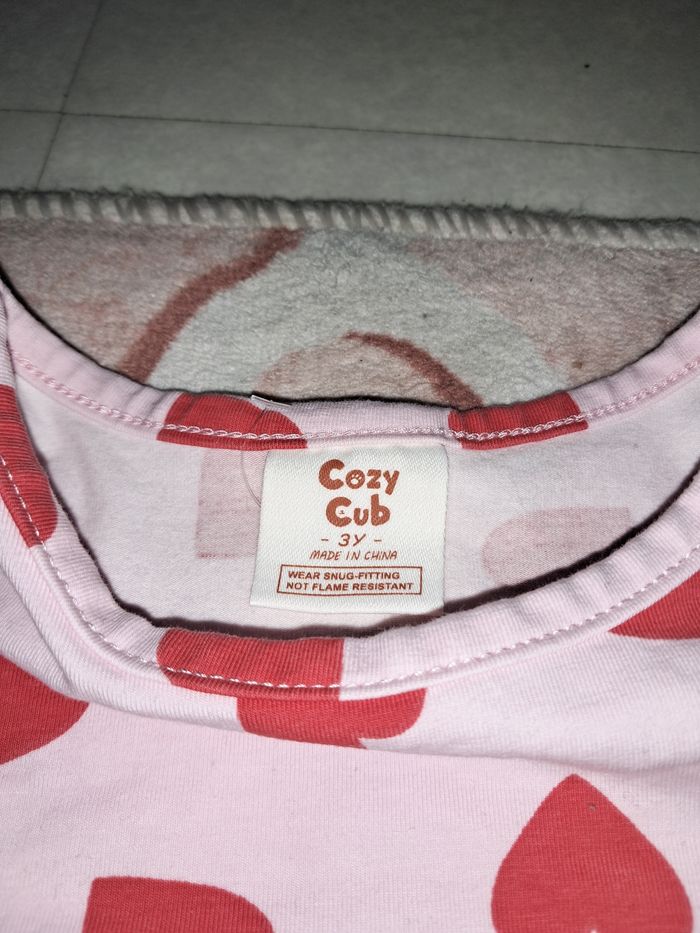 Cozy
Cub
- 3Y -
MADE IN CHINA
WEAR SNUG-FITTING
NOT FLAME RESISTANT